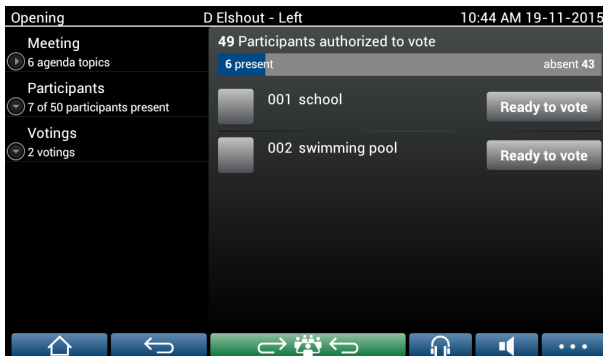 Opening D Elshout - Left 10:44 AM 19-11-2015
Meeting
6 agenda topics
Participants
7 of 50 participants present
Votings
2 votings
49 Participants authorized to vote
6 present absent 43
001 school Ready to vote
002 swimming pool Ready to vote